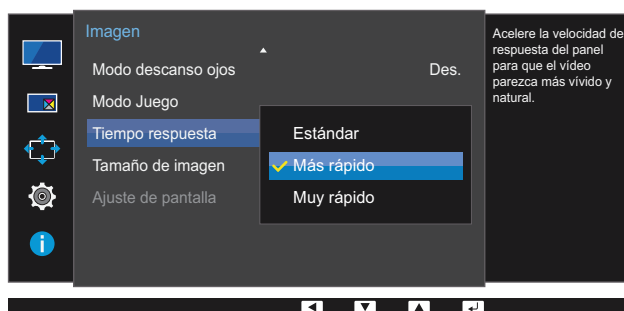 Imagen
Modo descanso ojos Des.
Modo Juego
Tiempo respuesta
Tamaño de imagen
Ajuste de pantalla
Estándar
Más rápido
Muy rápido
Acelere la velocidad de
respuesta del panel
para que el vídeo
parezca más vívido y
natural.